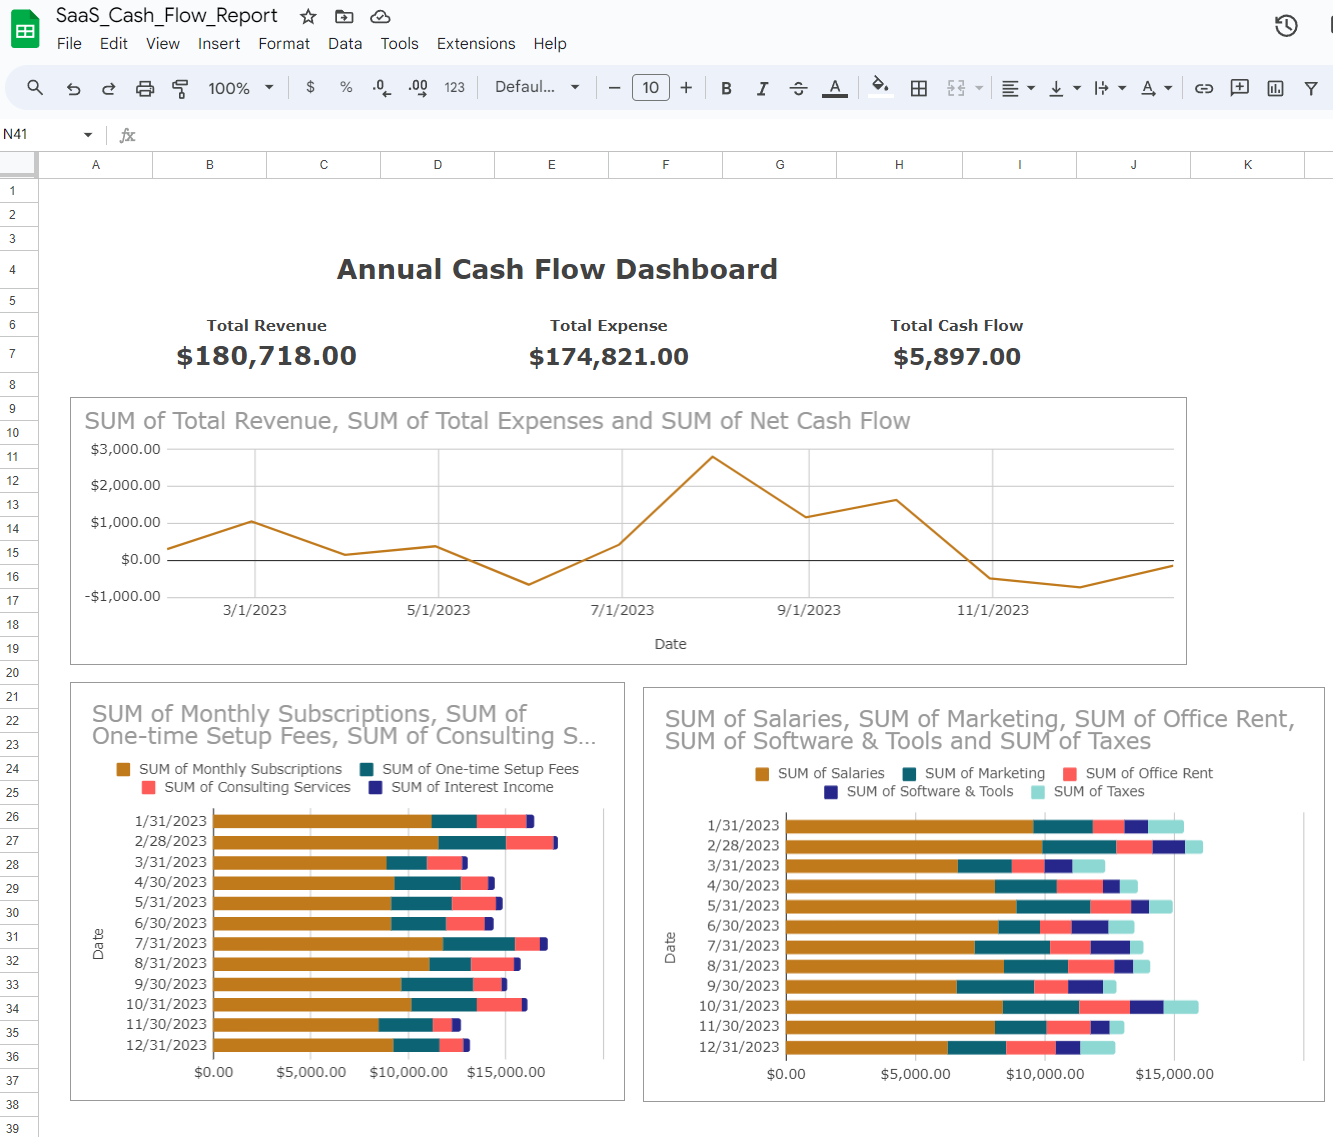 SaaS_Cash_Flow_Report
File Edit View Insert Format Data Tools Extensions Help
100% $ % .0 .00 123 Defaul... − 10 + B I S A
N41 fx
A B C D E F G H I J K
1
2
3
4
5
6
7
8
9
10
11
12
13
14
15
16
17
18
19
20
21
22
23
24
25
26
27
28
29
30
31
32
33
34
35
36
37
38
39
Annual Cash Flow Dashboard
Total Revenue Total Expense Total Cash Flow
$180,718.00 $174,821.00 $5,897.00
SUM of Total Revenue, SUM of Total Expenses and SUM of Net Cash Flow
$3,000.00
$2,000.00
$1,000.00
$0.00
-$1,000.00
3/1/2023 5/1/2023 7/1/2023 9/1/2023 11/1/2023
Date
SUM of Monthly Subscriptions, SUM of
One-time Setup Fees, SUM of Consulting S...
SUM of Monthly Subscriptions SUM of One-time Setup Fees
SUM of Consulting Services SUM of Interest Income
Date
1/31/2023
2/28/2023
3/31/2023
4/30/2023
5/31/2023
6/30/2023
7/31/2023
8/31/2023
9/30/2023
10/31/2023
11/30/2023
12/31/2023
$0.00 $5,000.00 $10,000.00 $15,000.00
SUM of Salaries, SUM of Marketing, SUM of Office Rent,
SUM of Software & Tools and SUM of Taxes
SUM of Salaries SUM of Marketing SUM of Office Rent
SUM of Software & Tools SUM of Taxes
Date
1/31/2023
2/28/2023
3/31/2023
4/30/2023
5/31/2023
6/30/2023
7/31/2023
8/31/2023
9/30/2023
10/31/2023
11/30/2023
12/31/2023
$0.00 $5,000.00 $10,000.00 $15,000.00